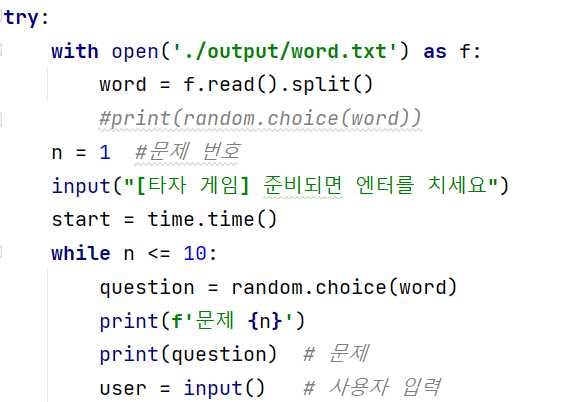 try:
    with open('./output/word.txt') as f:
        word = f.read().split()
        #print(random.choice(word))
    n = 1  #문제 번호
    input("[타자 게임] 준비되면 엔터를 치세요")
    start = time.time()
    while n <= 10:
        question = random.choice(word)
        print(f'문제 {n}')
        print(question)  # 문제
        user = input()   # 사용자 입력